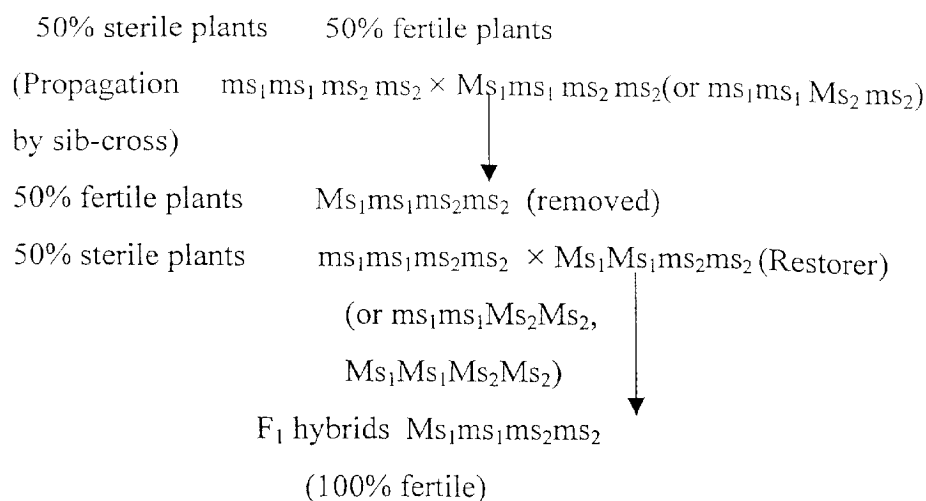 50% sterile plants 50% fertile plants
(Propagation ms₁ms₁ ms₂ ms₂ × Ms₁ms₁ ms₂ ms₂(or ms₁ms₁ Ms₂ ms₂)
by sib-cross)
50% fertile plants Ms₁ms₁ms₂ms₂ (removed)
50% sterile plants ms₁ms₁ms₂ms₂ × Ms₁Ms₁ms₂ms₂ (Restorer)
(or ms₁ms₁Ms₂Ms₂,
Ms₁Ms₁Ms₂Ms₂)
F₁ hybrids Ms₁ms₁ms₂ms₂
(100% fertile)